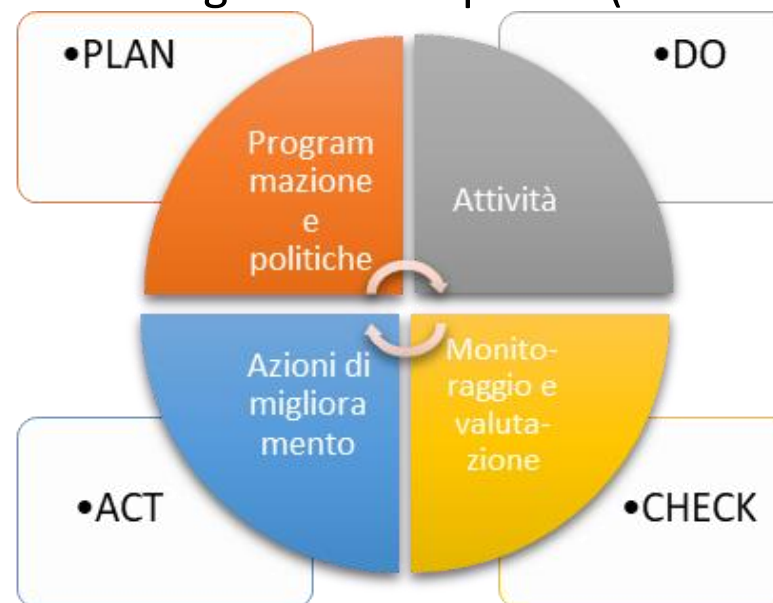 •PLAN
•DO
Program
mazione
e
politiche
Attività
Azioni di
migliora
mento
Monito-
raggio e
valuta-
zione
•ACT
•CHECK